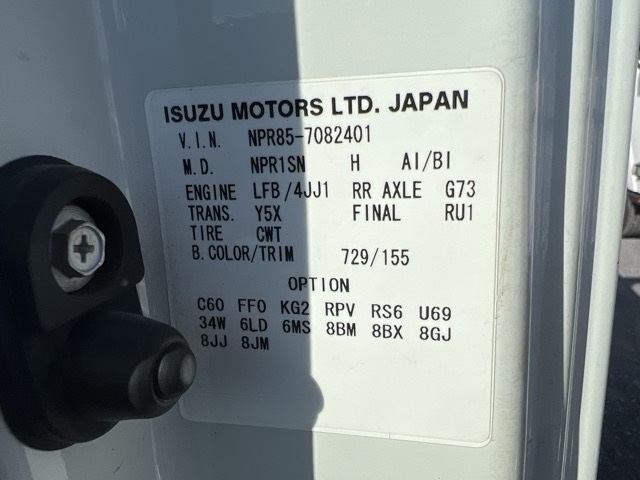 ISUZU MOTORS LTD. JAPAN
V.I.N. NPR85-7082401
M.D. NPR1SN H AI/BI
ENGINE LFB/4JJ1 RR AXLE G73
TRANS. Y5X FINAL RU1
TIRE CWT
B.COLOR/TRIM 729/155
OPTION
C60 FF0 KG2 RPV RS6 U69
34W 6LD 6MS 8BM 8BX 8GJ
8JJ 8JM